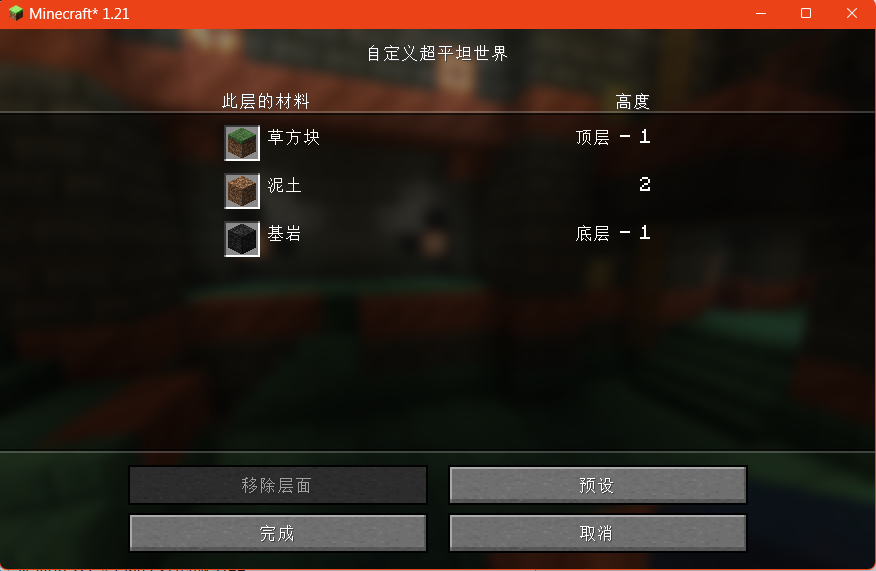 Minecraft* 1.21
自定义超平坦世界
此层的材料 高度
草方块 顶层 - 1
泥土 2
基岩 底层 - 1
移除层面 预设
完成 取消